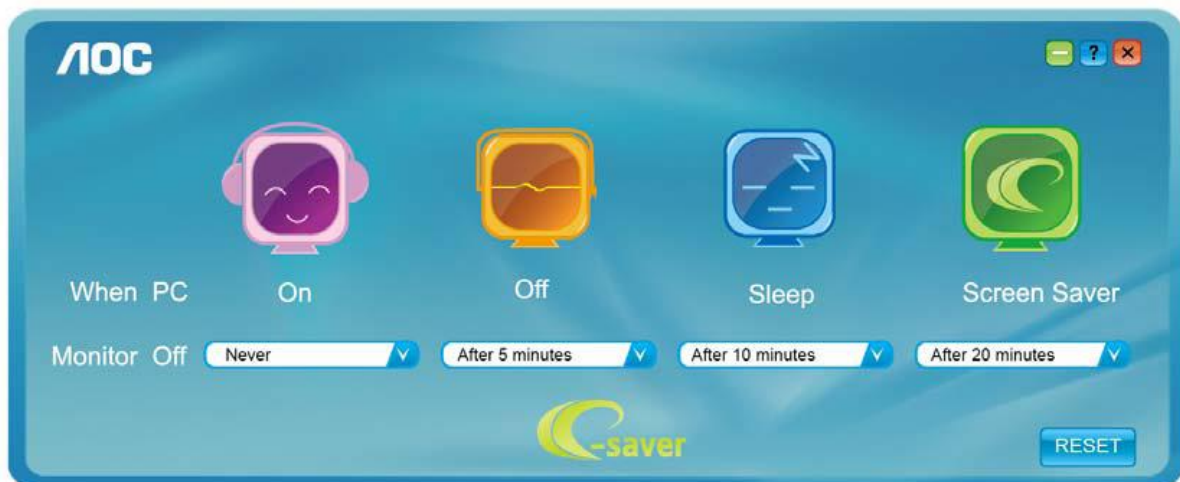 AOC
?
When PC On Off Sleep Screen Saver
Monitor Off Never After 5 minutes After 10 minutes After 20 minutes
e-saver
RESET